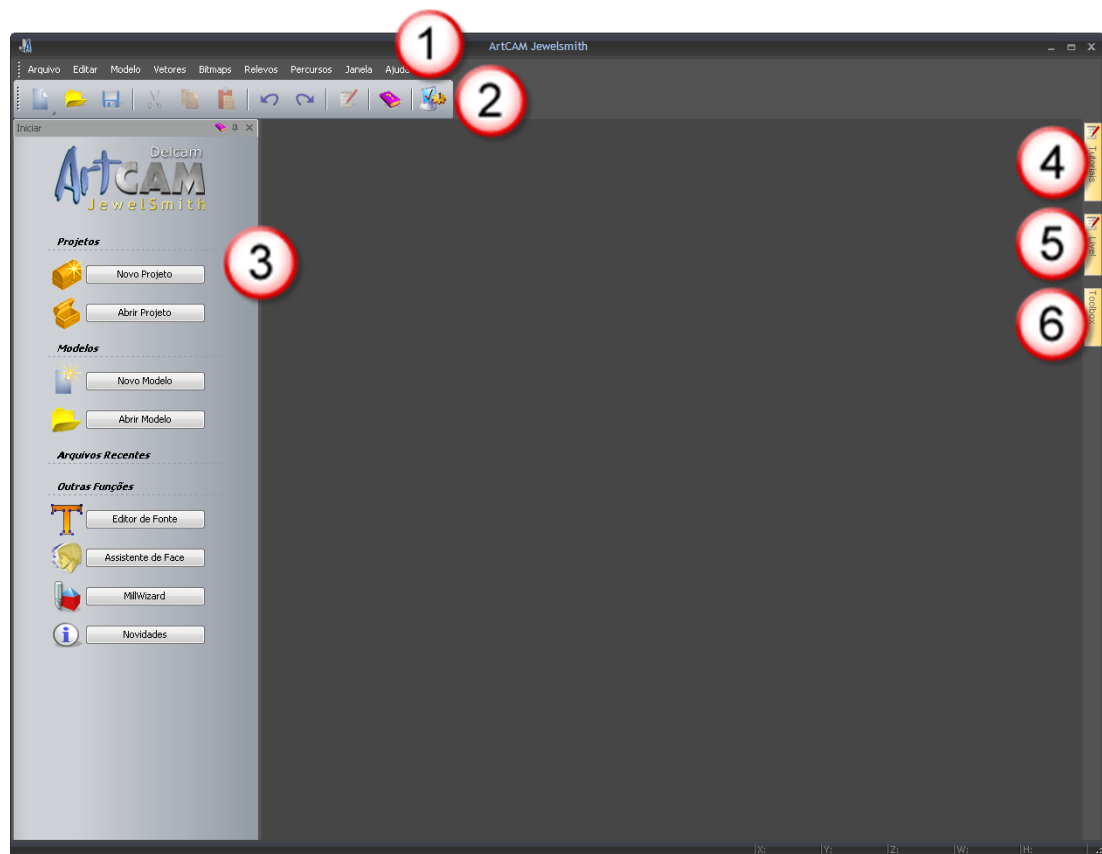 1
ArtCAM Jewelsmith
Arquivo Editar Modelo Vetores Bitmaps Relevos Percursos Janela Ajuda
2
Iniciar
Delcam
ArtCAM
JewelSmith
4
Tutorials
Projetos
3
Novo Projeto
5
Abrir Projeto
6
Toolbox
Modelos
Novo Modelo
Abrir Modelo
Arquivos Recentes
Outras Funções
Editor de Fonte
Assistente de Face
MillWizard
Novidades
X: Y: Z: W: H: